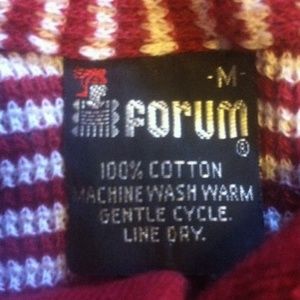 -M-
forum®
100% COTTON
MACHINE WASH WARM
GENTLE CYCLE.
LINE DRY.